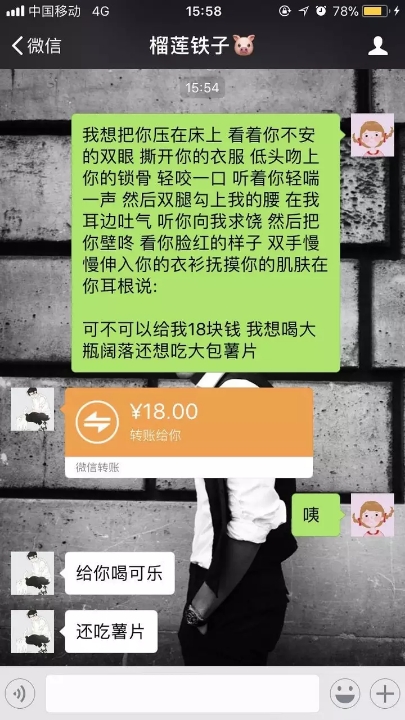 中国移动 4G 15:58 78%
微信 榴莲铁子🐷
15:54
我想把你压在床上 看着你不安
的双眼 撕开你的衣服 低头吻上
你的锁骨 轻咬一口 听着你轻喘
一声 然后双腿勾上我的腰 在我
耳边吐气 听你向我求饶 然后把
你壁咚 看你脸红的样子 双手慢
慢伸入你的衣衫抚摸你的肌肤在
你耳根说:
可不可以给我18块钱 我想喝大
瓶阔落还想吃大包薯片
¥18.00
转账给你
微信转账
咦
给你喝可乐
还吃薯片